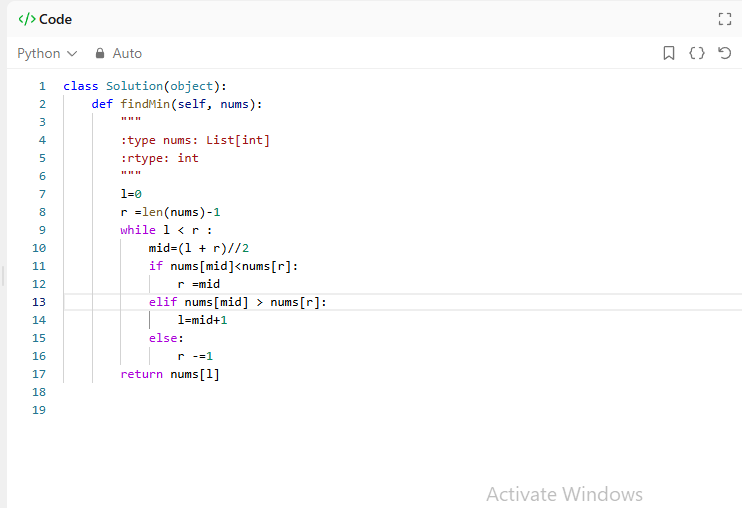 </> Code
Python Auto {}
1 class Solution(object):
2     def findMin(self, nums):
3         """
4         :type nums: List[int]
5         :rtype: int
6         """
7         l=0
8         r =len(nums)-1
9         while l < r :
10             mid=(l + r)//2
11             if nums[mid]<nums[r]:
12                 r =mid
13             elif nums[mid] > nums[r]:
14                 l=mid+1
15             else:
16                 r -=1
17         return nums[l]
18
19
Activate Windows